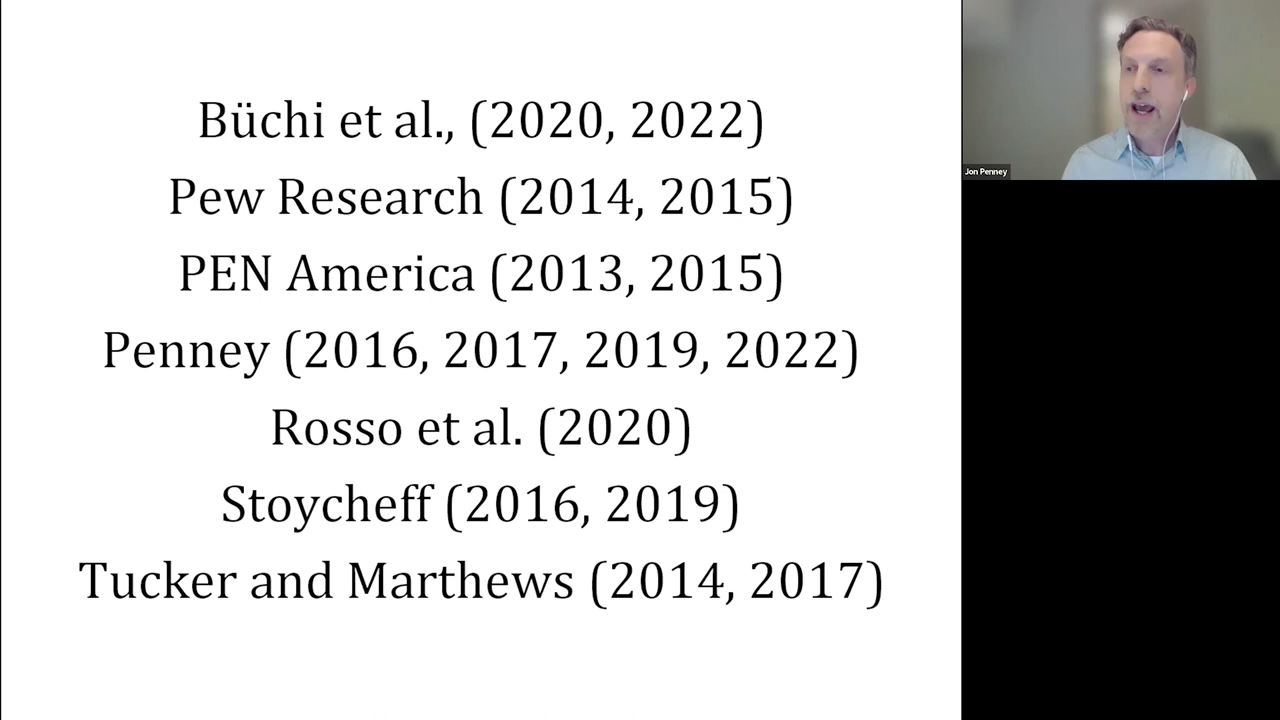 Büchi et al., (2020, 2022)
Pew Research (2014, 2015)
PEN America (2013, 2015)
Penney (2016, 2017, 2019, 2022)
Rosso et al. (2020)
Stoycheff (2016, 2019)
Tucker and Marthews (2014, 2017)
Jon Penney